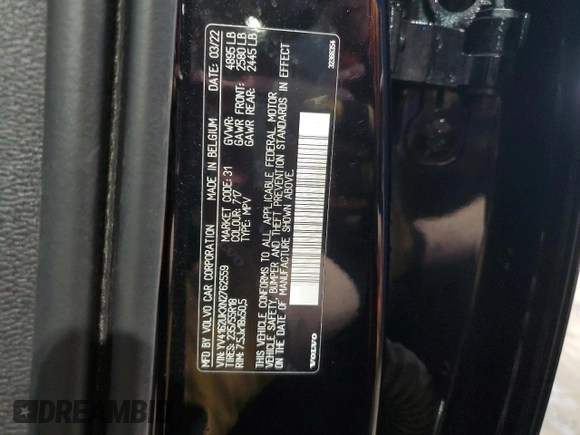 MFD BY VOLVO CAR CORPORATION MADE IN BELGIUM DATE: 03/22
VIN: YV4162UKXN2762559 GVWR: 4895 LB
TIRES: 235/55R18 MARKET CODE: 31 GAWR FRONT: 2580 LB
RIM: 7.5Jx18x50,5 COLOUR: 717 GAWR REAR: 2445 LB
TYPE: MPV
THIS VEHICLE CONFORMS TO ALL APPLICABLE FEDERAL MOTOR
VEHICLE SAFETY, BUMPER AND THEFT PREVENTION STANDARDS IN EFFECT
ON THE DATE OF MANUFACTURE SHOWN ABOVE.
VOLVO
DREAMBI